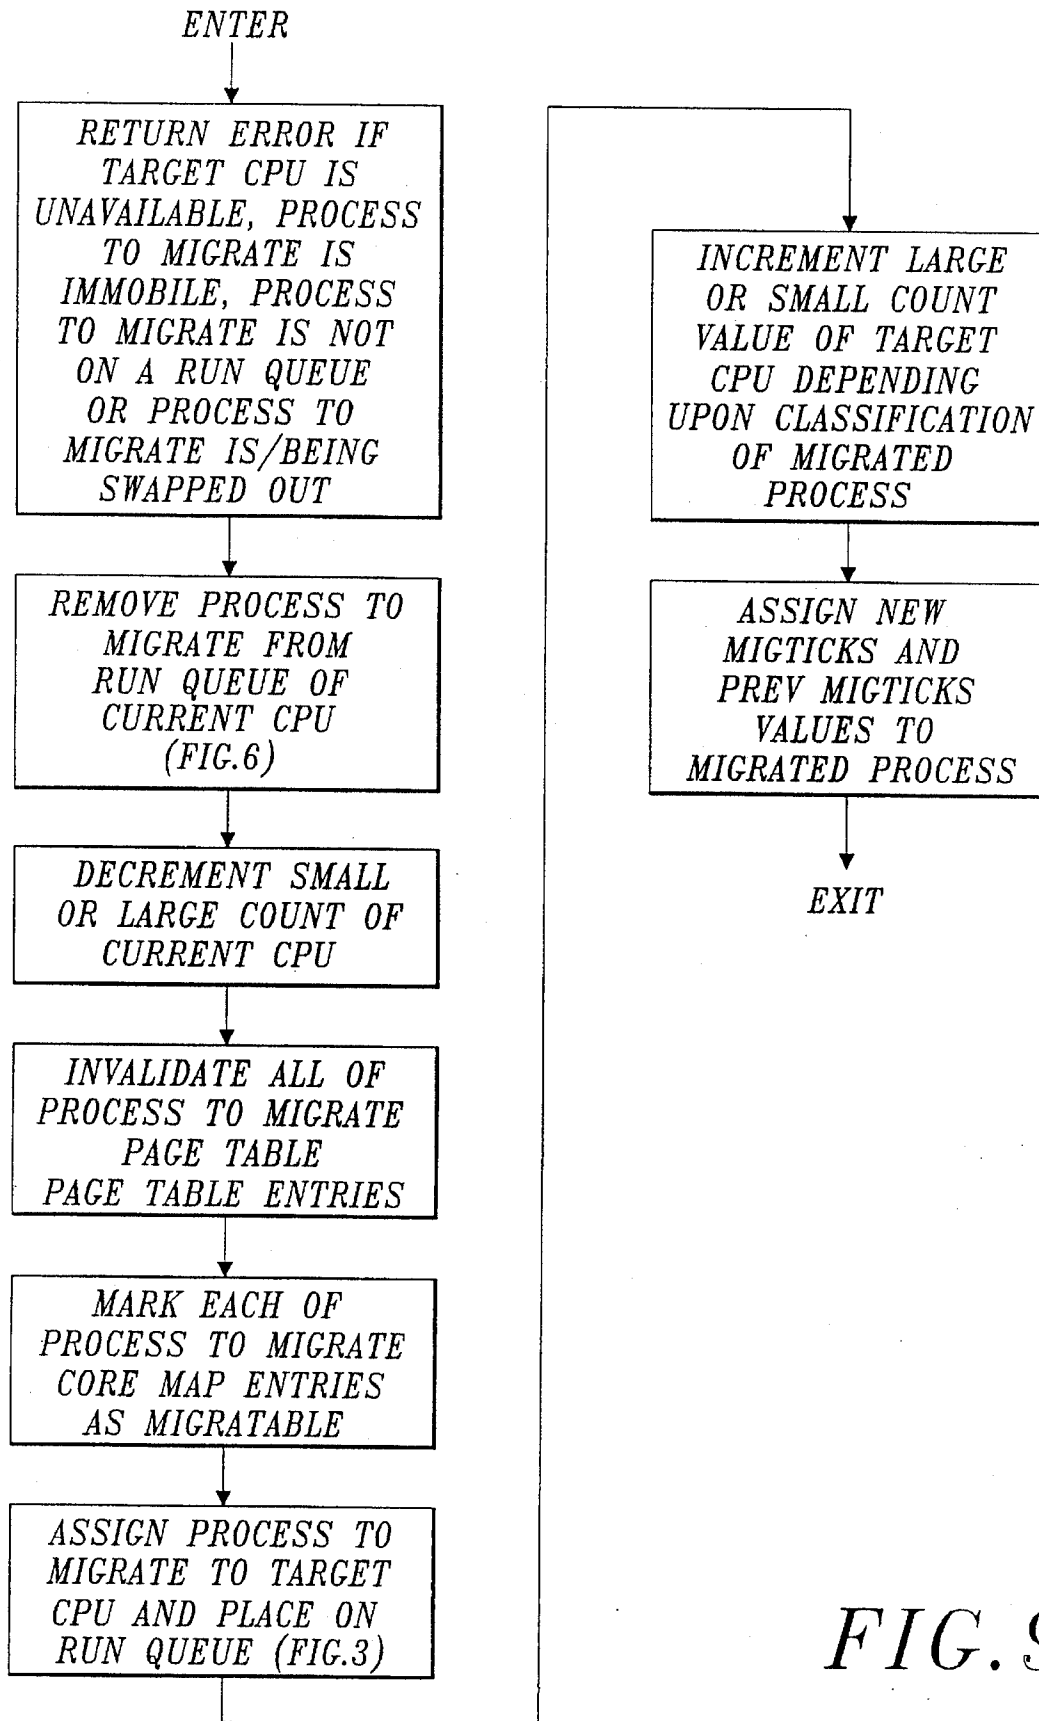 ENTER
RETURN ERROR IF
TARGET CPU IS
UNAVAILABLE, PROCESS
TO MIGRATE IS
IMMOBILE, PROCESS
TO MIGRATE IS NOT
ON A RUN QUEUE
OR PROCESS TO
MIGRATE IS/BEING
SWAPPED OUT
REMOVE PROCESS TO
MIGRATE FROM
RUN QUEUE OF
CURRENT CPU
(FIG.6)
DECREMENT SMALL
OR LARGE COUNT OF
CURRENT CPU
INVALIDATE ALL OF
PROCESS TO MIGRATE
PAGE TABLE
PAGE TABLE ENTRIES
MARK EACH OF
PROCESS TO MIGRATE
CORE MAP ENTRIES
AS MIGRATABLE
ASSIGN PROCESS TO
MIGRATE TO TARGET
CPU AND PLACE ON
RUN QUEUE (FIG.3)
INCREMENT LARGE
OR SMALL COUNT
VALUE OF TARGET
CPU DEPENDING
UPON CLASSIFICATION
OF MIGRATED
PROCESS
ASSIGN NEW
MIGTICKS AND
PREV MIGTICKS
VALUES TO
MIGRATED PROCESS
EXIT
FIG. 9